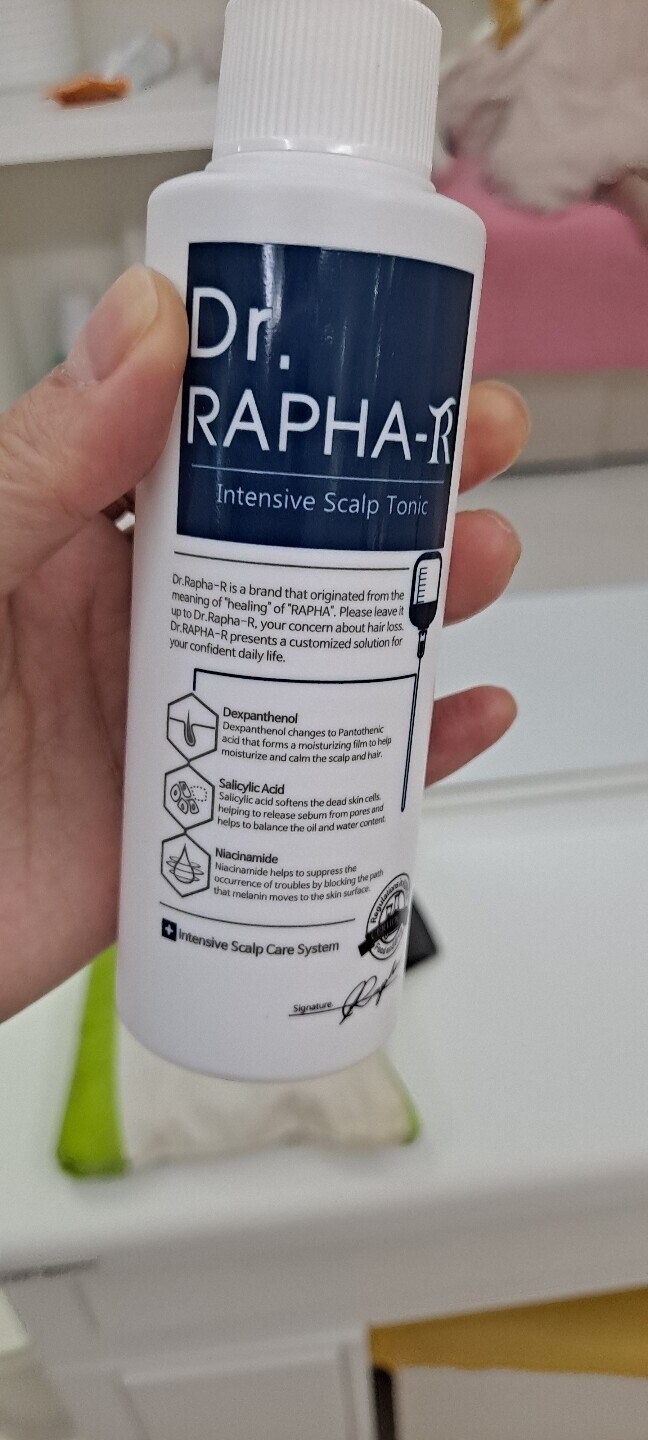 Dr.
RAPHA-R
Intensive Scalp Tonic
Dr.Rapha-R is a brand that originated from the
meaning of "healing" of "RAPHA". Please leave it
up to Dr.Rapha-R, your concern about hair loss.
Dr.RAPHA-R presents a customized solution for
your confident daily life.
Dexpanthenol
Dexpanthenol changes to Pantothenic
acid that forms a moisturizing film to help
moisturize and calm the scalp and hair.
Salicylic Acid
Salicylic acid softens the dead skin cells,
helping to release sebum from pores and
helps to balance the oil and water content.
Niacinamide
Niacinamide helps to suppress the
occurrence of troubles by blocking the path
that melanin moves to the skin surface.
Intensive Scalp Care System
Signature